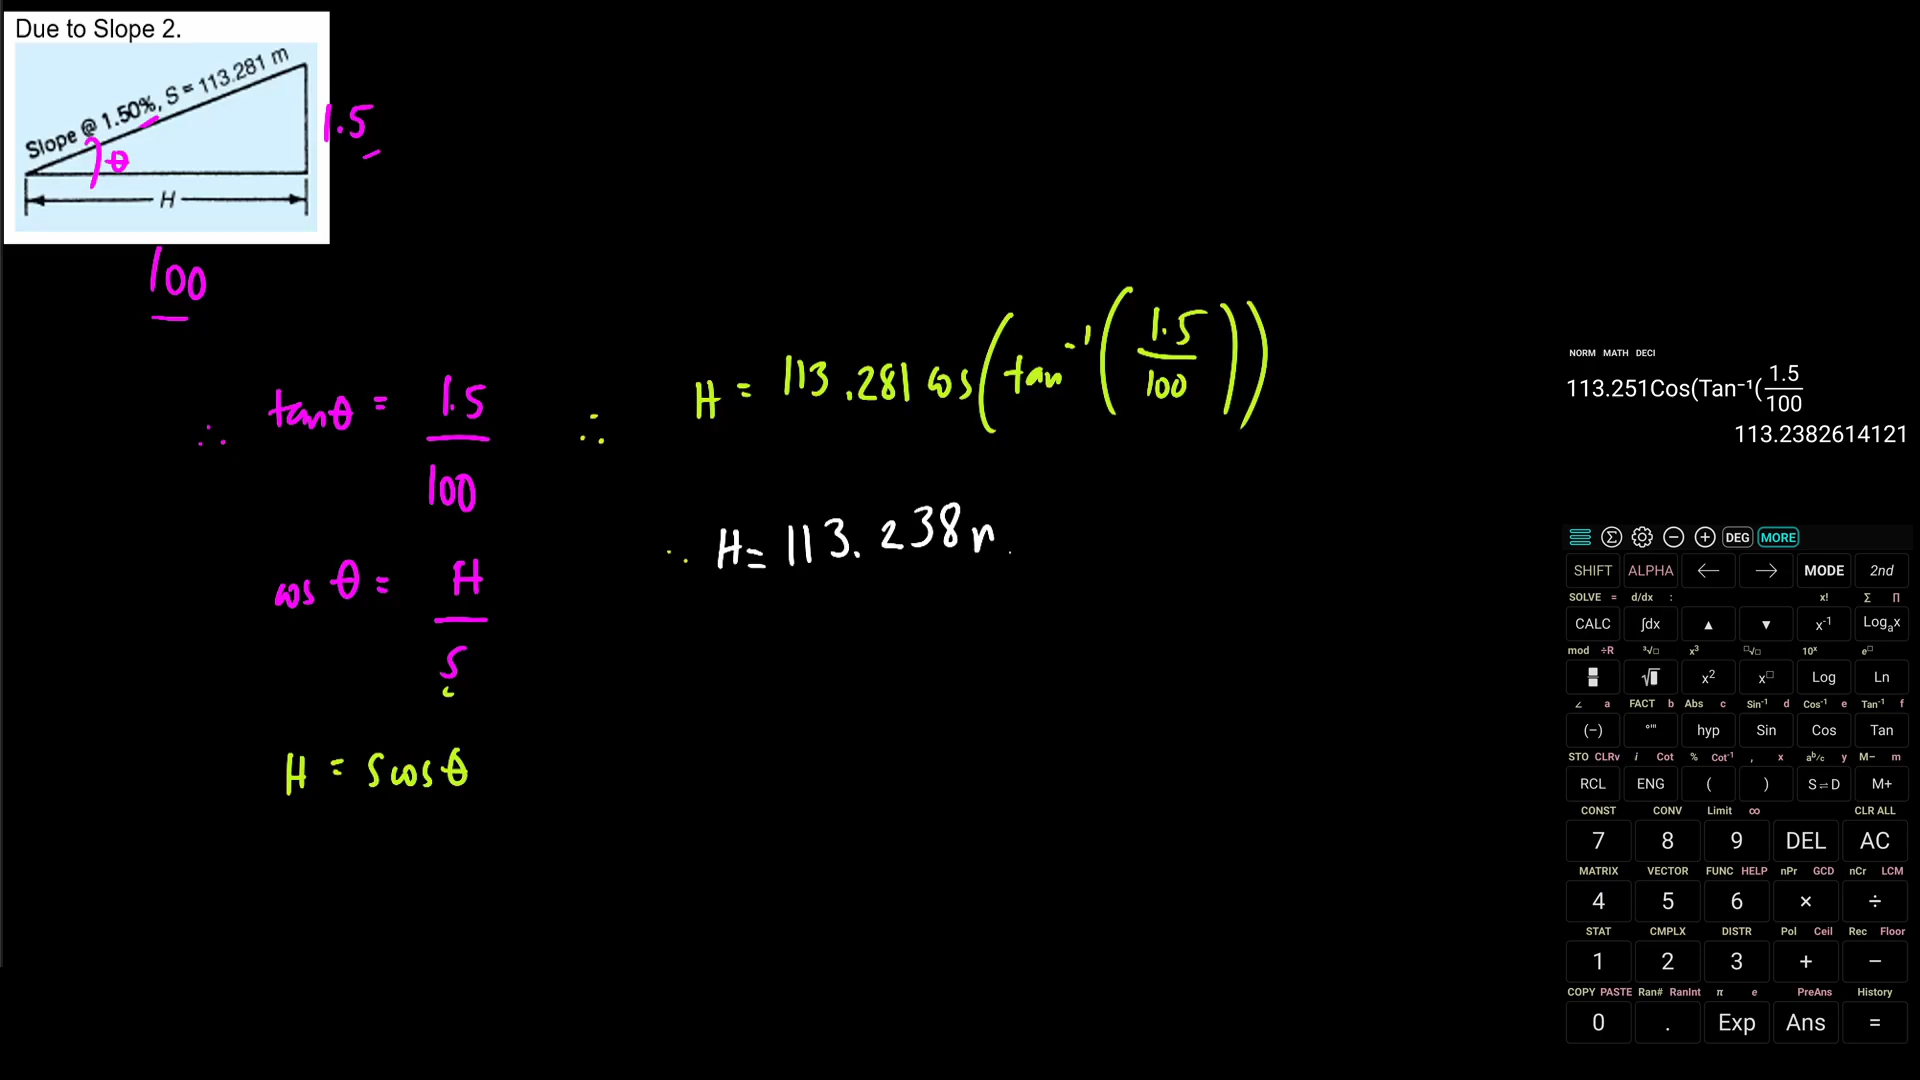 Due to Slope 2.
Slope @ 1.50%, S = 113.281 m
1.5
θ
H
100
∴ tanθ = 1.5/100
cos θ = H/S
H = S cos θ
∴ H = 113.281 cos(tan⁻¹(1.5/100))
∴ H = 113.238 m
NORM MATH DECI
113.251Cos(Tan⁻¹(1.5/100
113.2382614121
DEG MORE
SHIFT ALPHA ← → MODE 2nd
SOLVE = d/dx : x! Σ Π
CALC ∫dx ▲ ▼ x⁻¹ Logₐx
mod ÷R ³√□ x³ □√□ 10ˣ e□
√ x² x□ Log Ln
∠ a FACT b Abs c Sin⁻¹ d Cos⁻¹ e Tan⁻¹ f
(−) °''' hyp Sin Cos Tan
STO CLRv i Cot % Cot⁻¹ , x aᵇ/c y M− m
RCL ENG ( ) S⇌D M+
CONST CONV Limit ∞ CLR ALL
7 8 9 DEL AC
MATRIX VECTOR FUNC HELP nPr GCD nCr LCM
4 5 6 × ÷
STAT CMPLX DISTR Pol Ceil Rec Floor
1 2 3 + −
COPY PASTE Ran# RanInt π e PreAns History
0 . Exp Ans =